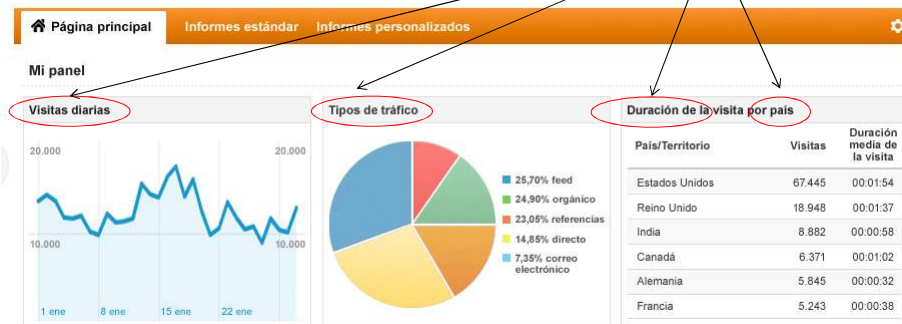 Página principal
Informes estándar
Informes personalizados
Mi panel
Visitas diarias
20.000
20.000
10.000
10.000
1 ene
8 ene
15 ene
22 ene
Tipos de tráfico
25,70% feed
24,90% orgánico
23,05% referencias
14,85% directo
7,35% correo
electrónico
Duración de la visita por país
País/Territorio Visitas Duración media de la visita
Estados Unidos 67.445 00:01:54
Reino Unido 18.948 00:01:37
India 8.882 00:00:58
Canadá 6.371 00:01:02
Alemania 5.845 00:00:32
Francia 5.243 00:00:38